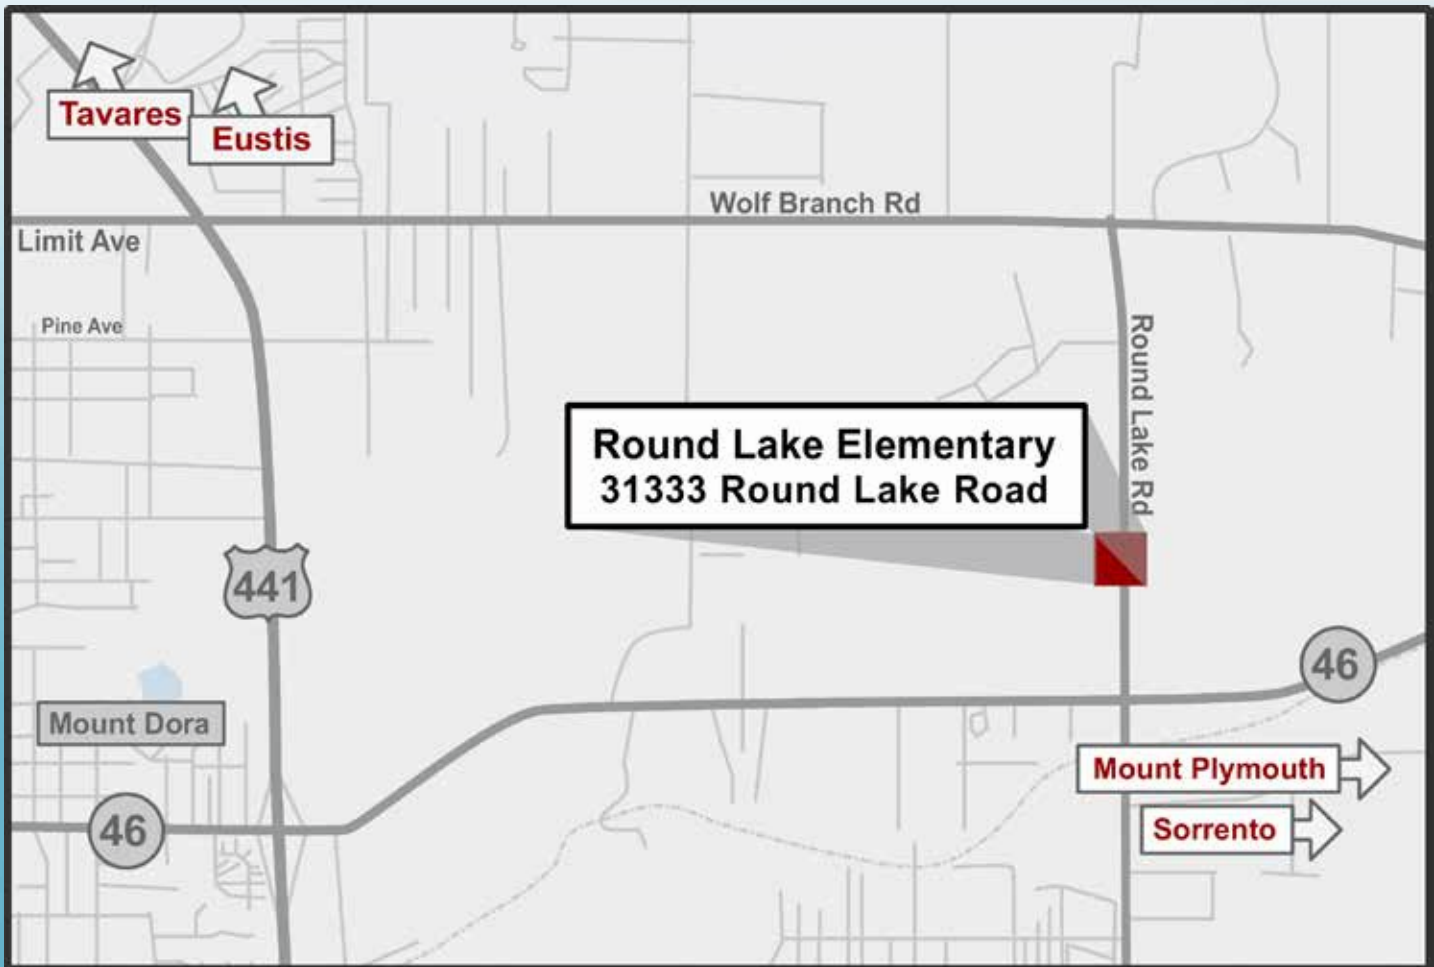 Tavares
Eustis
Wolf Branch Rd
Limit Ave
Pine Ave
Round Lake Rd
Round Lake Elementary
31333 Round Lake Road
441
46
Mount Dora
Mount Plymouth
Sorrento
46